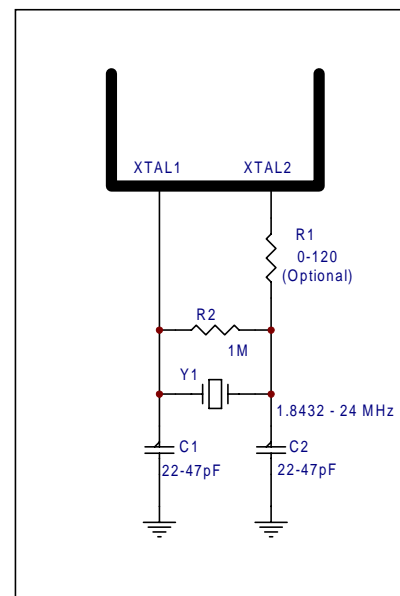 XTAL1 XTAL2
R1
0-120
(Optional)
R2
1M
Y1
1.8432 - 24 MHz
C1 C2
22-47pF 22-47pF